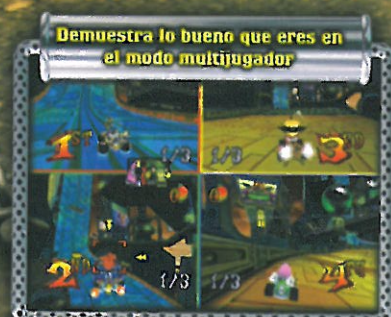 Demuestra lo bueno que eres en
el modo multijugador
1ST 1/3
1/3 3RD
2ND 1/3
1/3 4TH